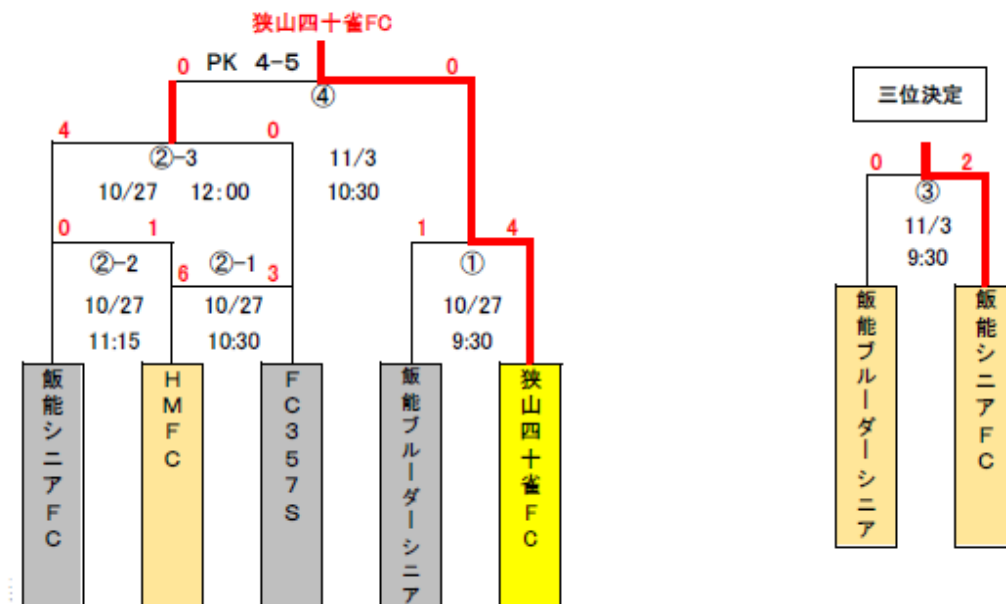 狭山四十雀FC
0 PK 4-5 0
④
4 0
②-3
10/27 12:00
11/3
10:30
0 1
②-2
10/27
11:15
6 3
②-1
10/27
10:30
1 4
①
10/27
9:30
飯能シニアFC
HMFC
FC357S
飯能ブルーダーシニア
狭山四十雀FC
三位決定
0 2
③
11/3
9:30
飯能ブルーダーシニア
飯能シニアFC